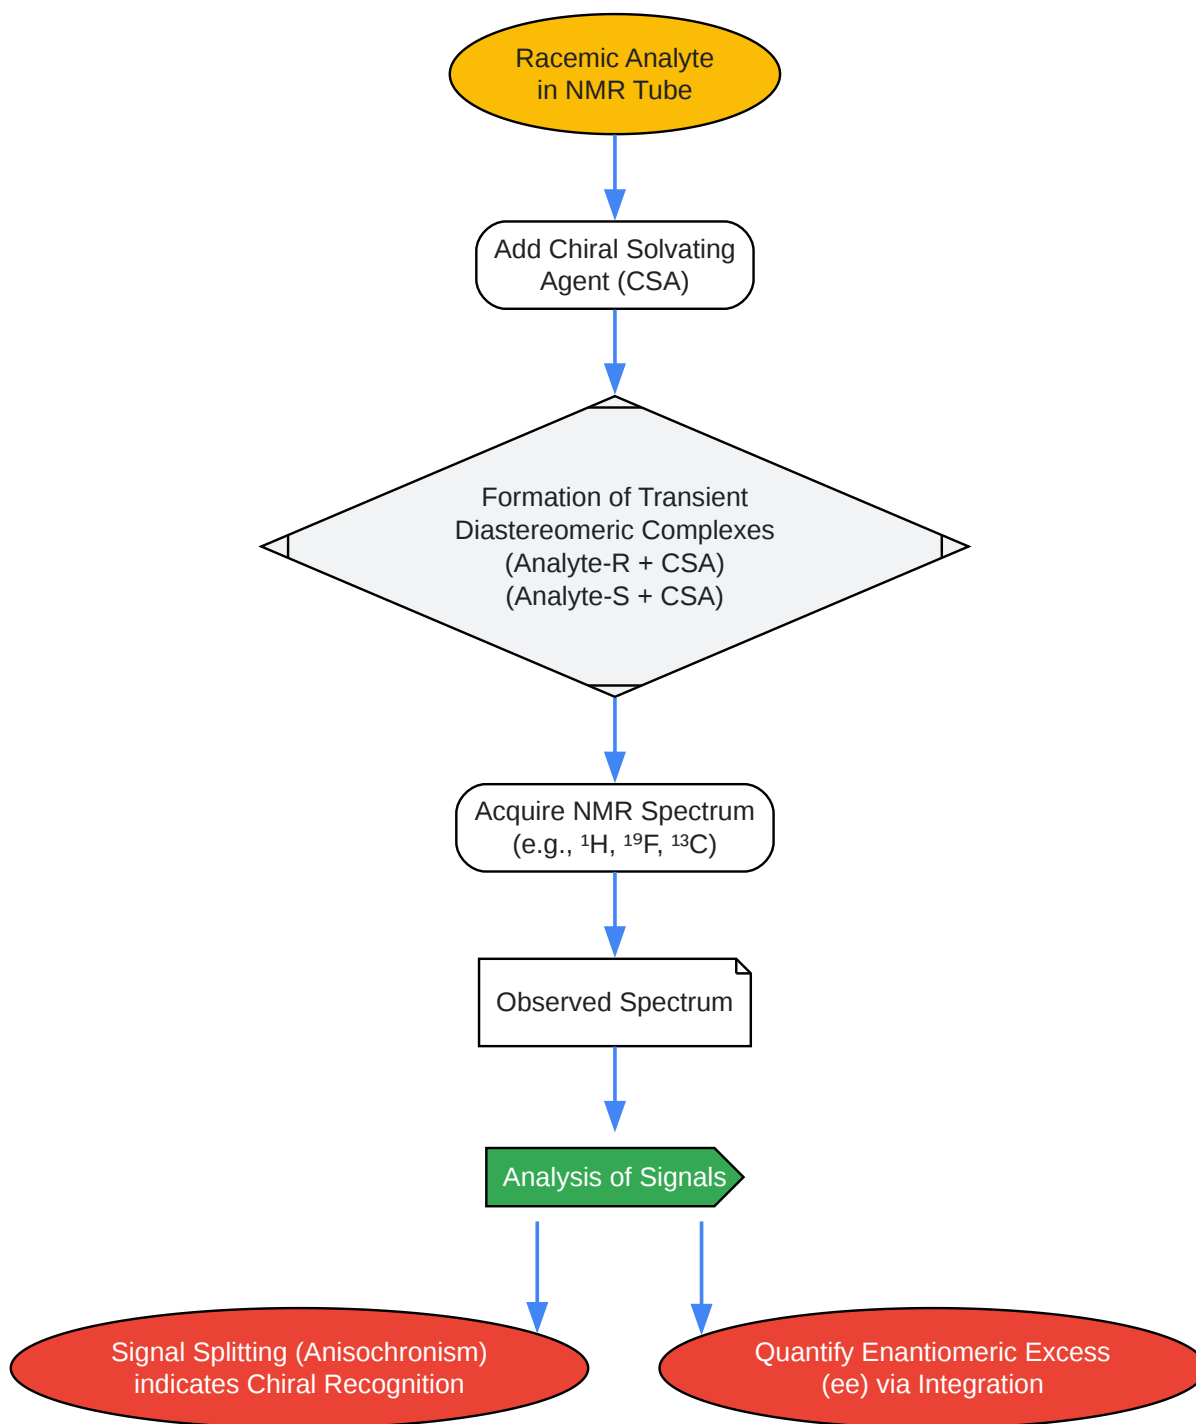 Racemic Analyte
in NMR Tube
Add Chiral Solvating
Agent (CSA)
Formation of Transient
Diastereomeric Complexes
(Analyte-R + CSA)
(Analyte-S + CSA)
Acquire NMR Spectrum
(e.g., ¹H, ¹⁹F, ¹³C)
Observed Spectrum
Analysis of Signals
Signal Splitting (Anisochronism)
indicates Chiral Recognition
Quantify Enantiomeric Excess
(ee) via Integration